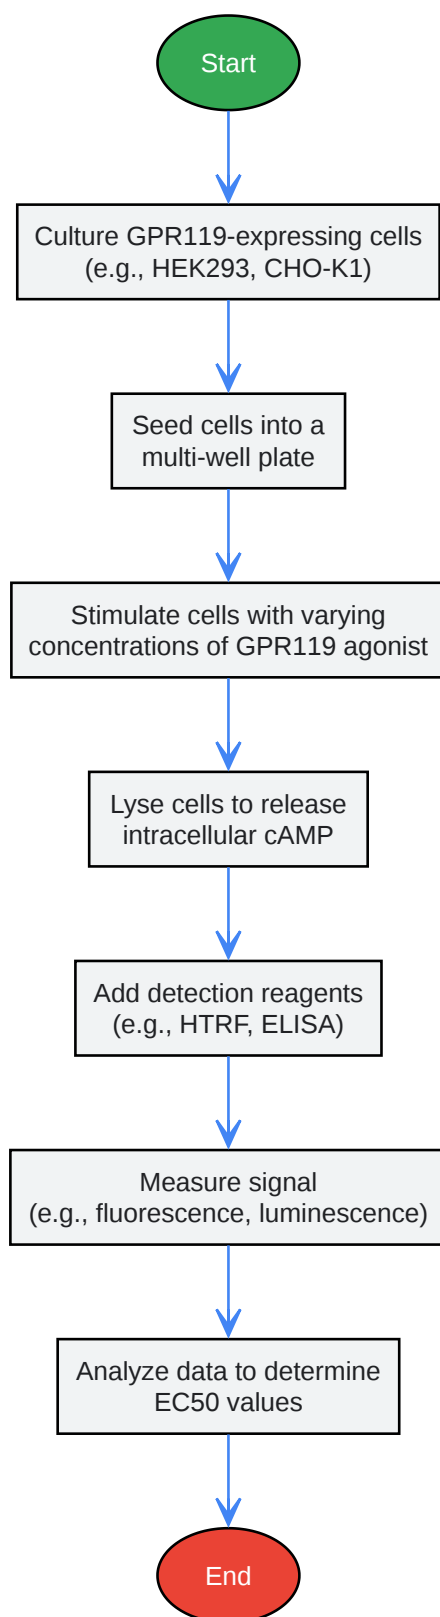 Start
Culture GPR119-expressing cells
(e.g., HEK293, CHO-K1)
Seed cells into a
multi-well plate
Stimulate cells with varying
concentrations of GPR119 agonist
Lyse cells to release
intracellular cAMP
Add detection reagents
(e.g., HTRF, ELISA)
Measure signal
(e.g., fluorescence, luminescence)
Analyze data to determine
EC50 values
End